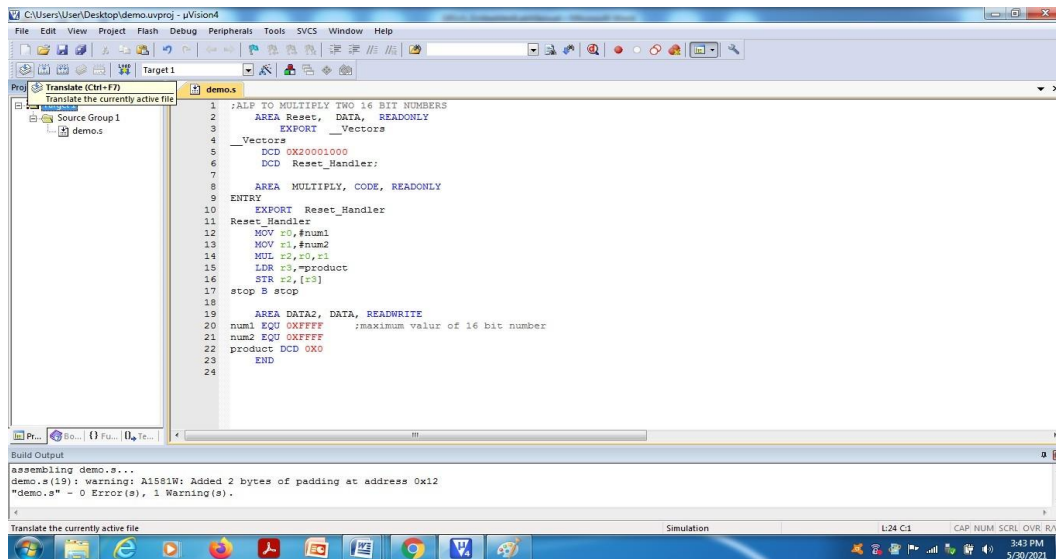 C:\Users\User\Desktop\demo.uvproj - µVision4
File Edit View Project Flash Debug Peripherals Tools SVCS Window Help
Target 1
Translate (Ctrl+F7)
Translate the currently active file
demo.s
Source Group 1
demo.s
1 ;ALP TO MULTIPLY TWO 16 BIT NUMBERS
2 AREA Reset, DATA, READONLY
3 EXPORT __Vectors
4 __Vectors
5 DCD 0X20001000
6 DCD Reset_Handler;
7
8 AREA MULTIPLY, CODE, READONLY
9 ENTRY
10 EXPORT Reset_Handler
11 Reset_Handler
12 MOV r0,#num1
13 MOV r1,#num2
14 MUL r2,r0,r1
15 LDR r3,=product
16 STR r2,[r3]
17 stop B stop
18
19 AREA DATA2, DATA, READWRITE
20 num1 EQU 0XFFFF ;maximum valur of 16 bit number
21 num2 EQU 0XFFFF
22 product DCD 0X0
23 END
24
Pr... Bo... {} Fu... Te...
Build Output
assembling demo.s...
demo.s(19): warning: A1581W: Added 2 bytes of padding at address 0x12
"demo.s" - 0 Error(s), 1 Warning(s).
Translate the currently active file Simulation L:24 C:1 CAP NUM SCRL OVR R/W
3:43 PM
5/30/2021